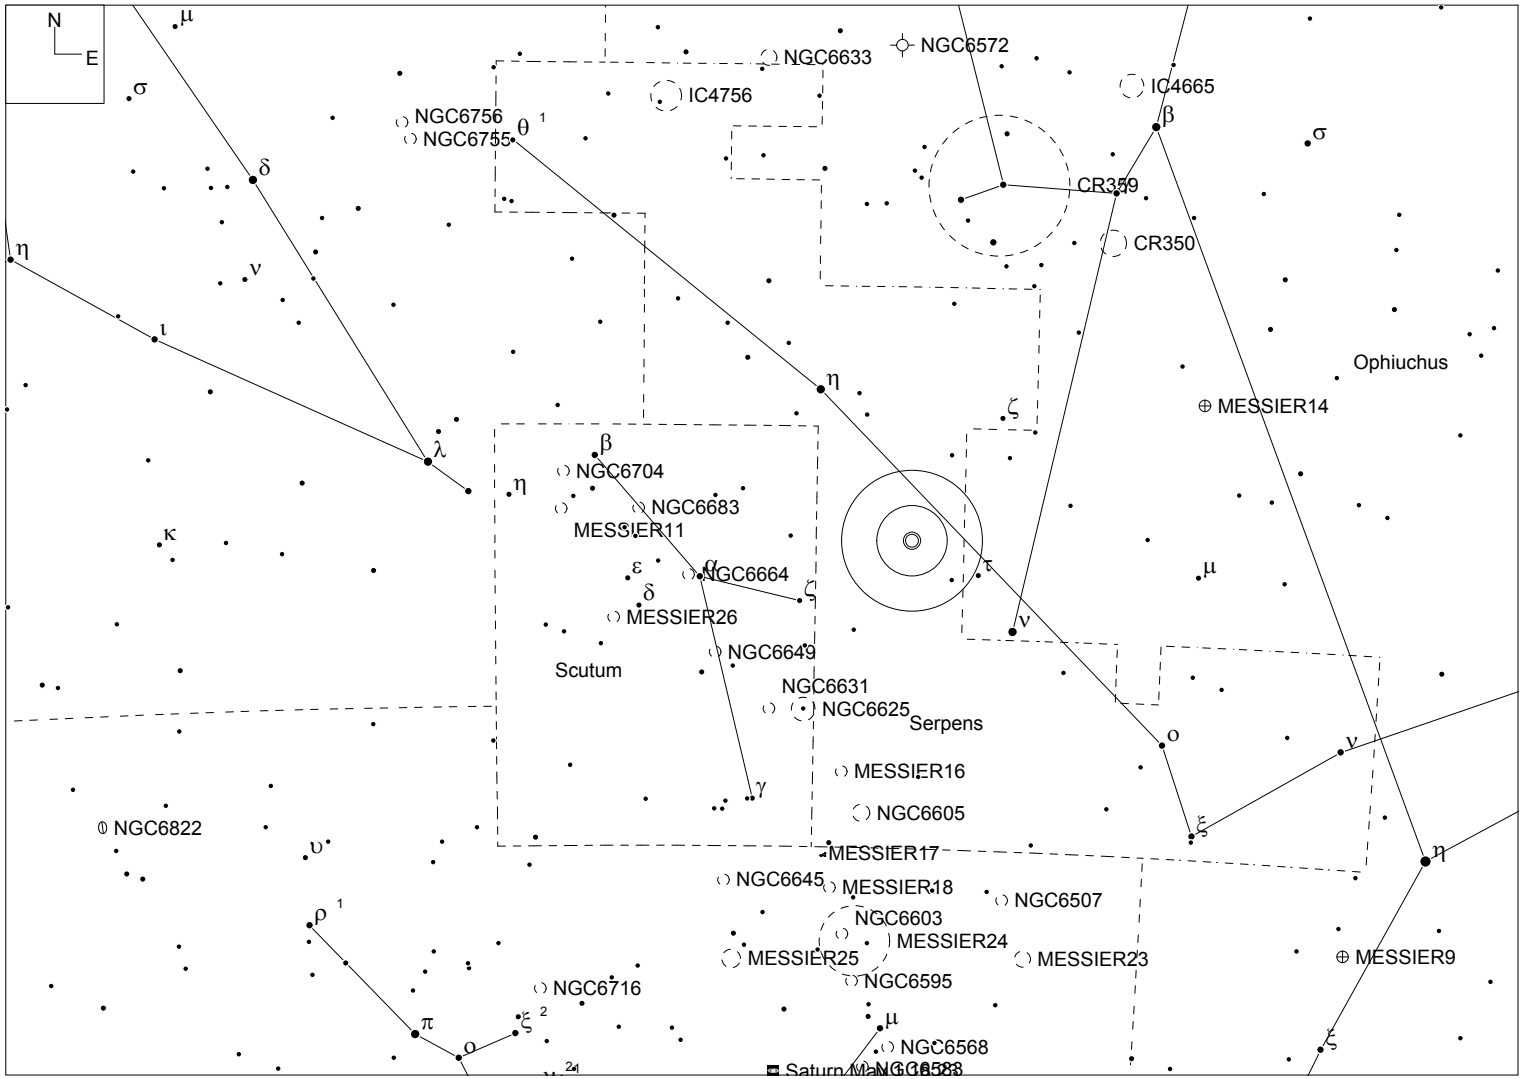 N
E
μ
NGC6633
NGC6572
σ
IC4756
IC4665
NGC6756
θ 1
β
NGC6755
σ
δ
CR359
η
CR350
ν
ι
Ophiuchus
η
MESSIER14
ζ
β
λ
NGC6704
η
NGC6683
MESSIER11
κ
α
NGC6664
τ
ε
μ
ζ
δ
MESSIER26
ν
NGC6649
Scutum
NGC6631
NGC6625
Serpens
ο
ν
MESSIER16
γ
NGC6605
NGC6822
ξ
υ
MESSIER17
η
NGC6645
MESSIER18
NGC6507
ρ 1
NGC6603
MESSIER24
MESSIER25
MESSIER23
MESSIER9
NGC6595
NGC6716
ξ 2
π
μ
ο
NGC6568
ξ
NGC6583
Saturn